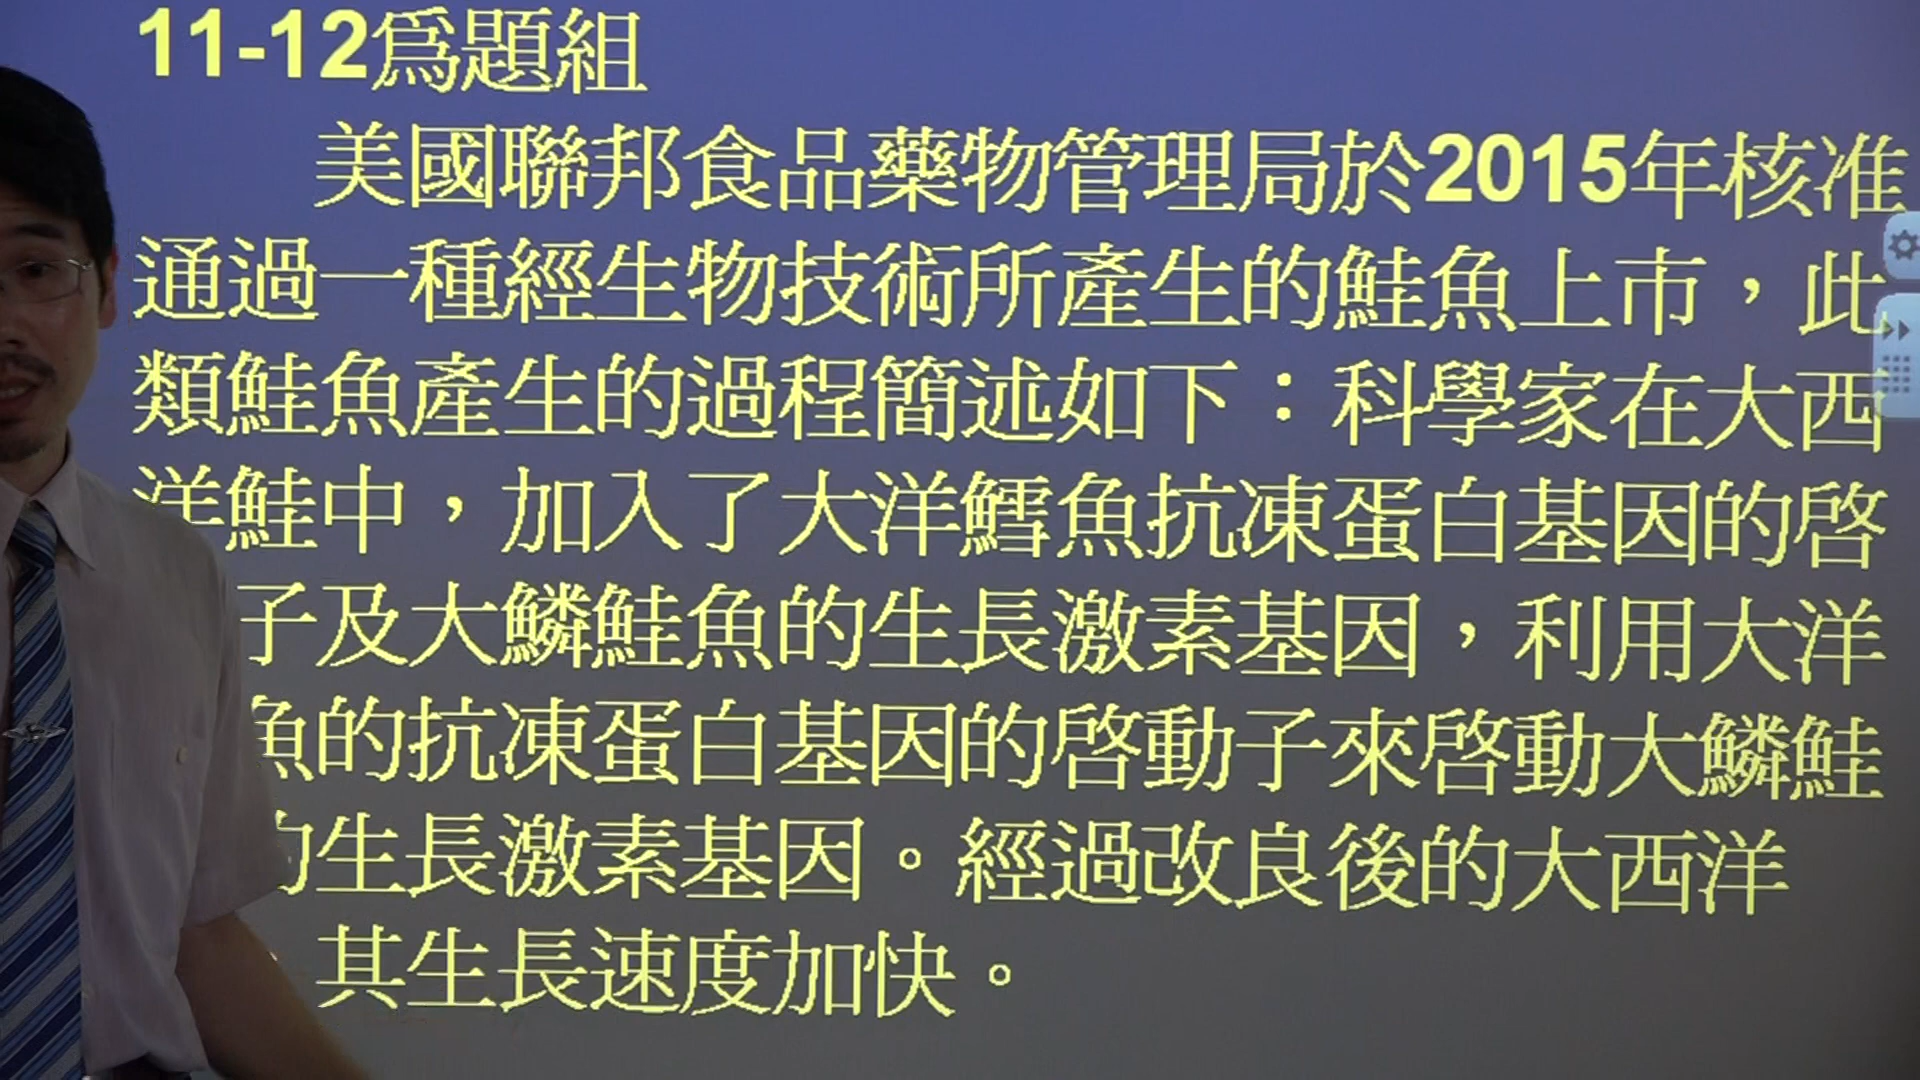 11-12為題組
美國聯邦食品藥物管理局於2015年核准
通過一種經生物技術所產生的鮭魚上市，此
類鮭魚產生的過程簡述如下：科學家在大西
洋鮭中，加入了大洋鱈魚抗凍蛋白基因的啓
子及大鱗鮭魚的生長激素基因，利用大洋
魚的抗凍蛋白基因的啓動子來啓動大鱗鮭
的生長激素基因。經過改良後的大西洋
其生長速度加快。